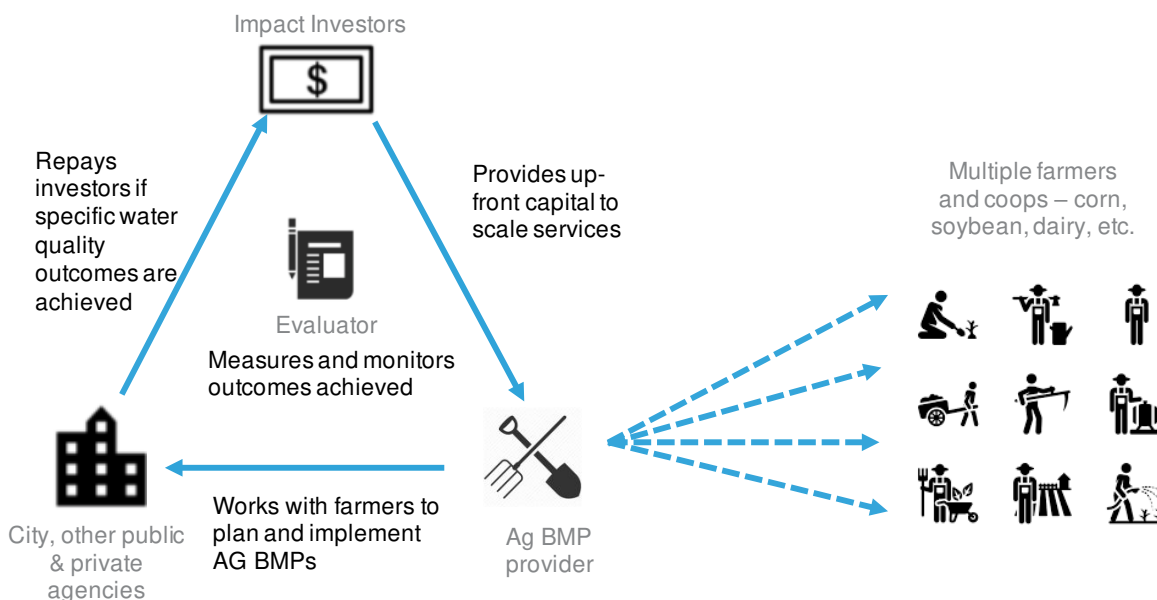 Impact Investors
$
Repays
investors if
specific water
quality
outcomes are
achieved
Provides up-
front capital to
scale services
Multiple farmers
and coops – corn,
soybean, dairy, etc.
Evaluator
Measures and monitors
outcomes achieved
City, other public
& private
agencies
Works with farmers to
plan and implement
AG BMPs
Ag BMP
provider